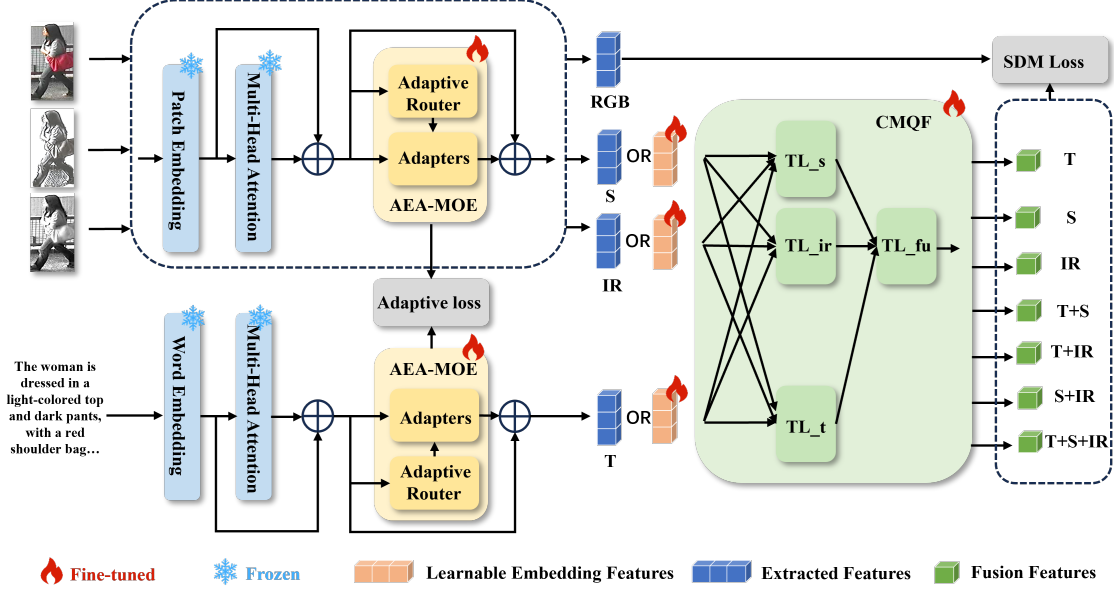 Patch Embedding
Multi-Head Attention
Adaptive
Router
Adapters
AEA-MOE
RGB
S
OR
IR
OR
SDM Loss
CMQF
TL_s
TL_ir
TL_fu
TL_t
T
S
IR
T+S
T+IR
S+IR
T+S+IR
Adaptive loss
The woman is
dressed in a
light-colored top
and dark pants,
with a red
shoulder bag…
Word Embedding
Multi-Head Attention
AEA-MOE
Adapters
Adaptive
Router
T
OR
Fine-tuned
Frozen
Learnable Embedding Features
Extracted Features
Fusion Features